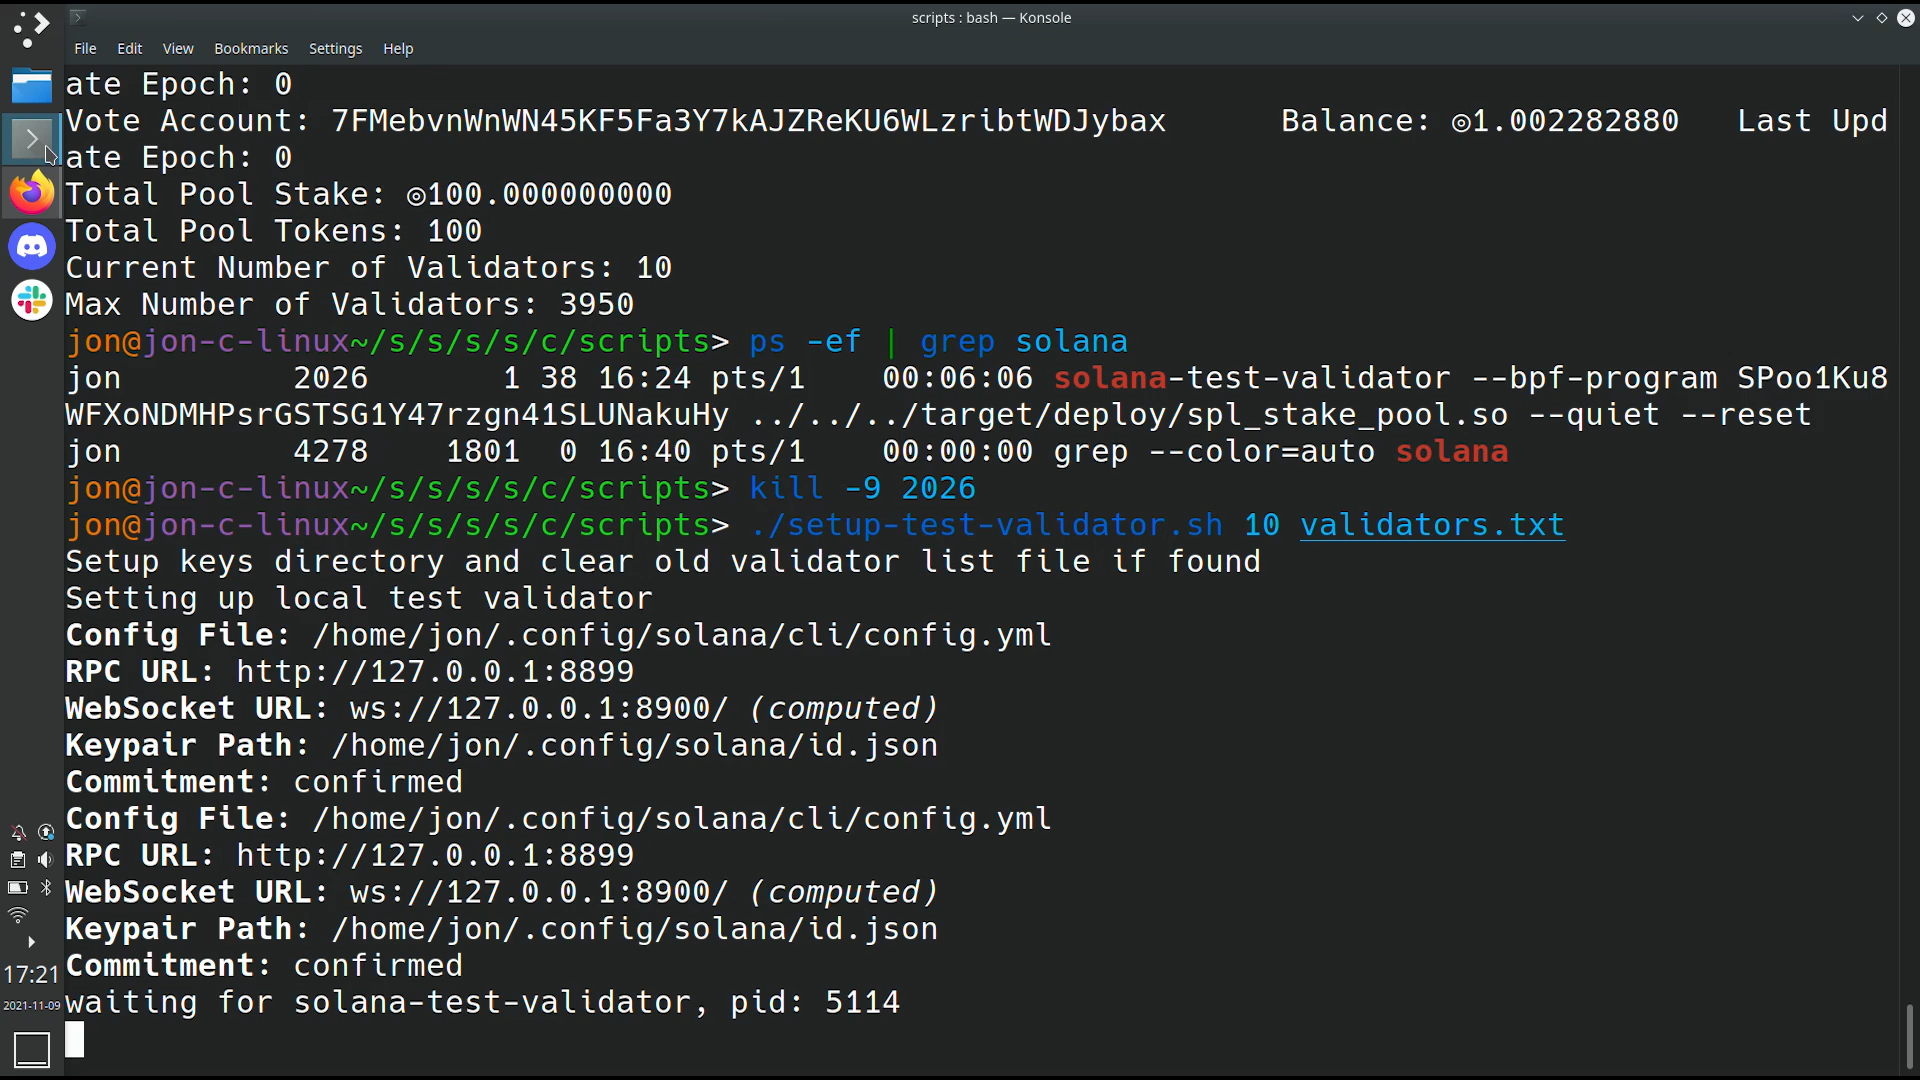 scripts : bash — Konsole
File Edit View Bookmarks Settings Help
ate Epoch: 0
Vote Account: 7FMebvnWnWN45KF5Fa3Y7kAJZReKU6WLzribtWDJybax Balance: ◎1.002282880 Last Upd
ate Epoch: 0
Total Pool Stake: ◎100.000000000
Total Pool Tokens: 100
Current Number of Validators: 10
Max Number of Validators: 3950
jon@jon-c-linux~/s/s/s/s/c/scripts> ps -ef | grep solana
jon 2026 1 38 16:24 pts/1 00:06:06 solana-test-validator --bpf-program SPoo1Ku8
WFXoNDMHPsrGSTSG1Y47rzgn41SLUNakuHy ../../../target/deploy/spl_stake_pool.so --quiet --reset
jon 4278 1801 0 16:40 pts/1 00:00:00 grep --color=auto solana
jon@jon-c-linux~/s/s/s/s/c/scripts> kill -9 2026
jon@jon-c-linux~/s/s/s/s/c/scripts> ./setup-test-validator.sh 10 validators.txt
Setup keys directory and clear old validator list file if found
Setting up local test validator
Config File: /home/jon/.config/solana/cli/config.yml
RPC URL: http://127.0.0.1:8899
WebSocket URL: ws://127.0.0.1:8900/ (computed)
Keypair Path: /home/jon/.config/solana/id.json
Commitment: confirmed
Config File: /home/jon/.config/solana/cli/config.yml
RPC URL: http://127.0.0.1:8899
WebSocket URL: ws://127.0.0.1:8900/ (computed)
Keypair Path: /home/jon/.config/solana/id.json
Commitment: confirmed
waiting for solana-test-validator, pid: 5114
17:21
2021-11-09